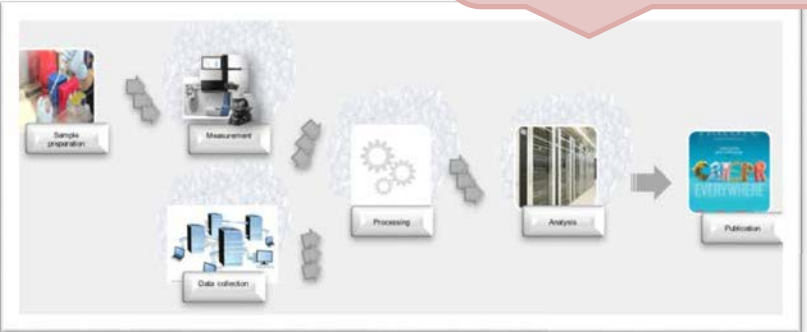 Sample
preparation
Measurement
Data collection
Processing
Analysis
CRISPR
EVERYWHERE
Publication